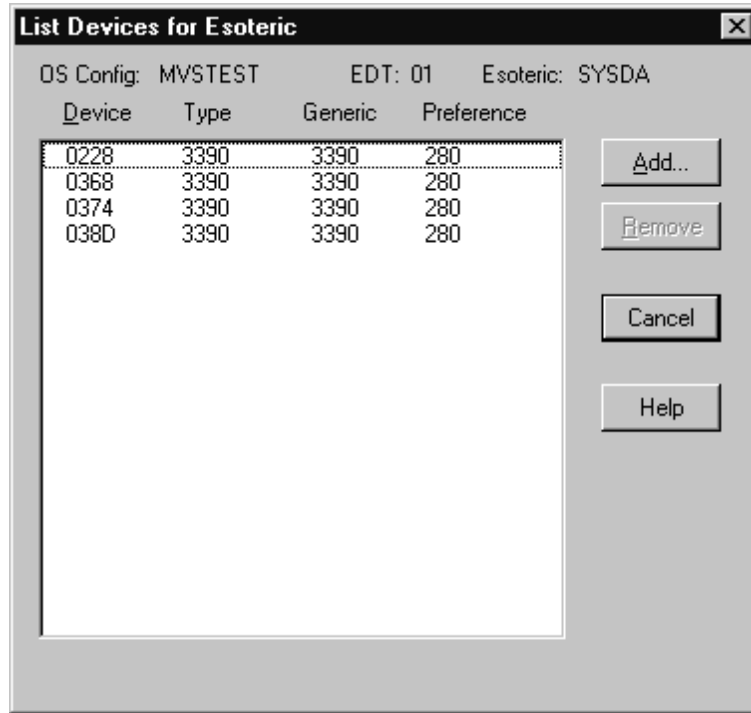 List Devices for Esoteric
OS Config: MVSTEST EDT: 01 Esoteric: SYSDA
Device Type Generic Preference
0228 3390 3390 280
0368 3390 3390 280
0374 3390 3390 280
038D 3390 3390 280
Add...
Remove
Cancel
Help